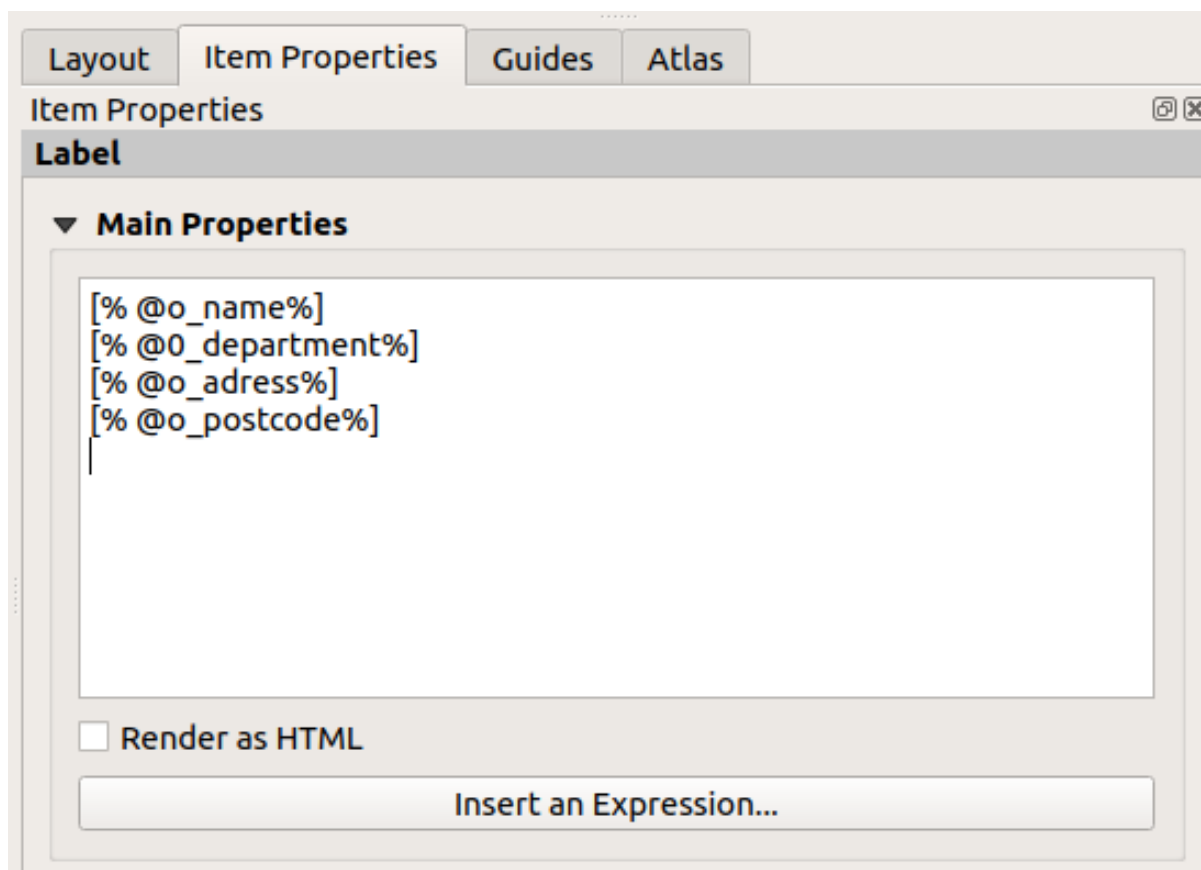 Layout Item Properties Guides Atlas
Item Properties
Label
Main Properties
[% @o_name%]
[% @0_department%]
[% @o_adress%]
[% @o_postcode%]
Render as HTML
Insert an Expression...